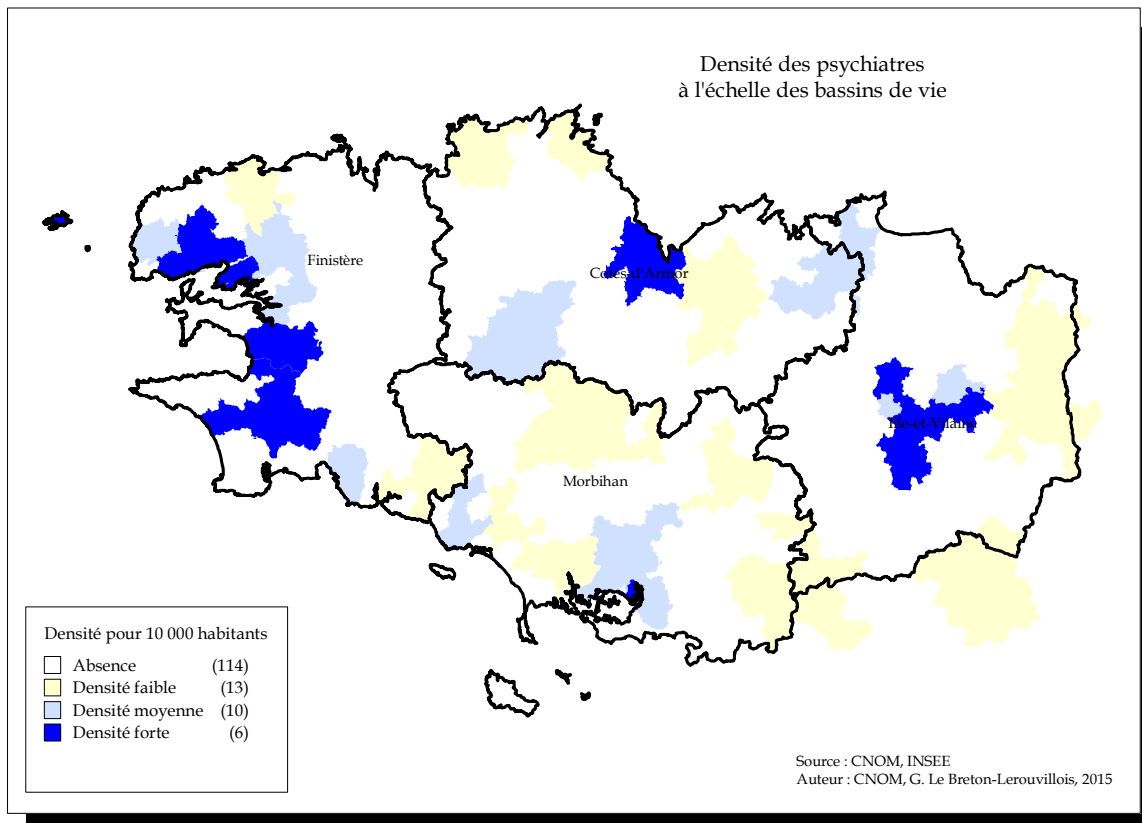 Densité des psychiatres
à l'échelle des bassins de vie
Finistère
Côtes-d'Armor
Ille-et-Vilaine
Morbihan
Densité pour 10 000 habitants
Absence (114)
Densité faible (13)
Densité moyenne (10)
Densité forte (6)
Source : CNOM, INSEE
Auteur : CNOM, G. Le Breton-Lerouvillois, 2015